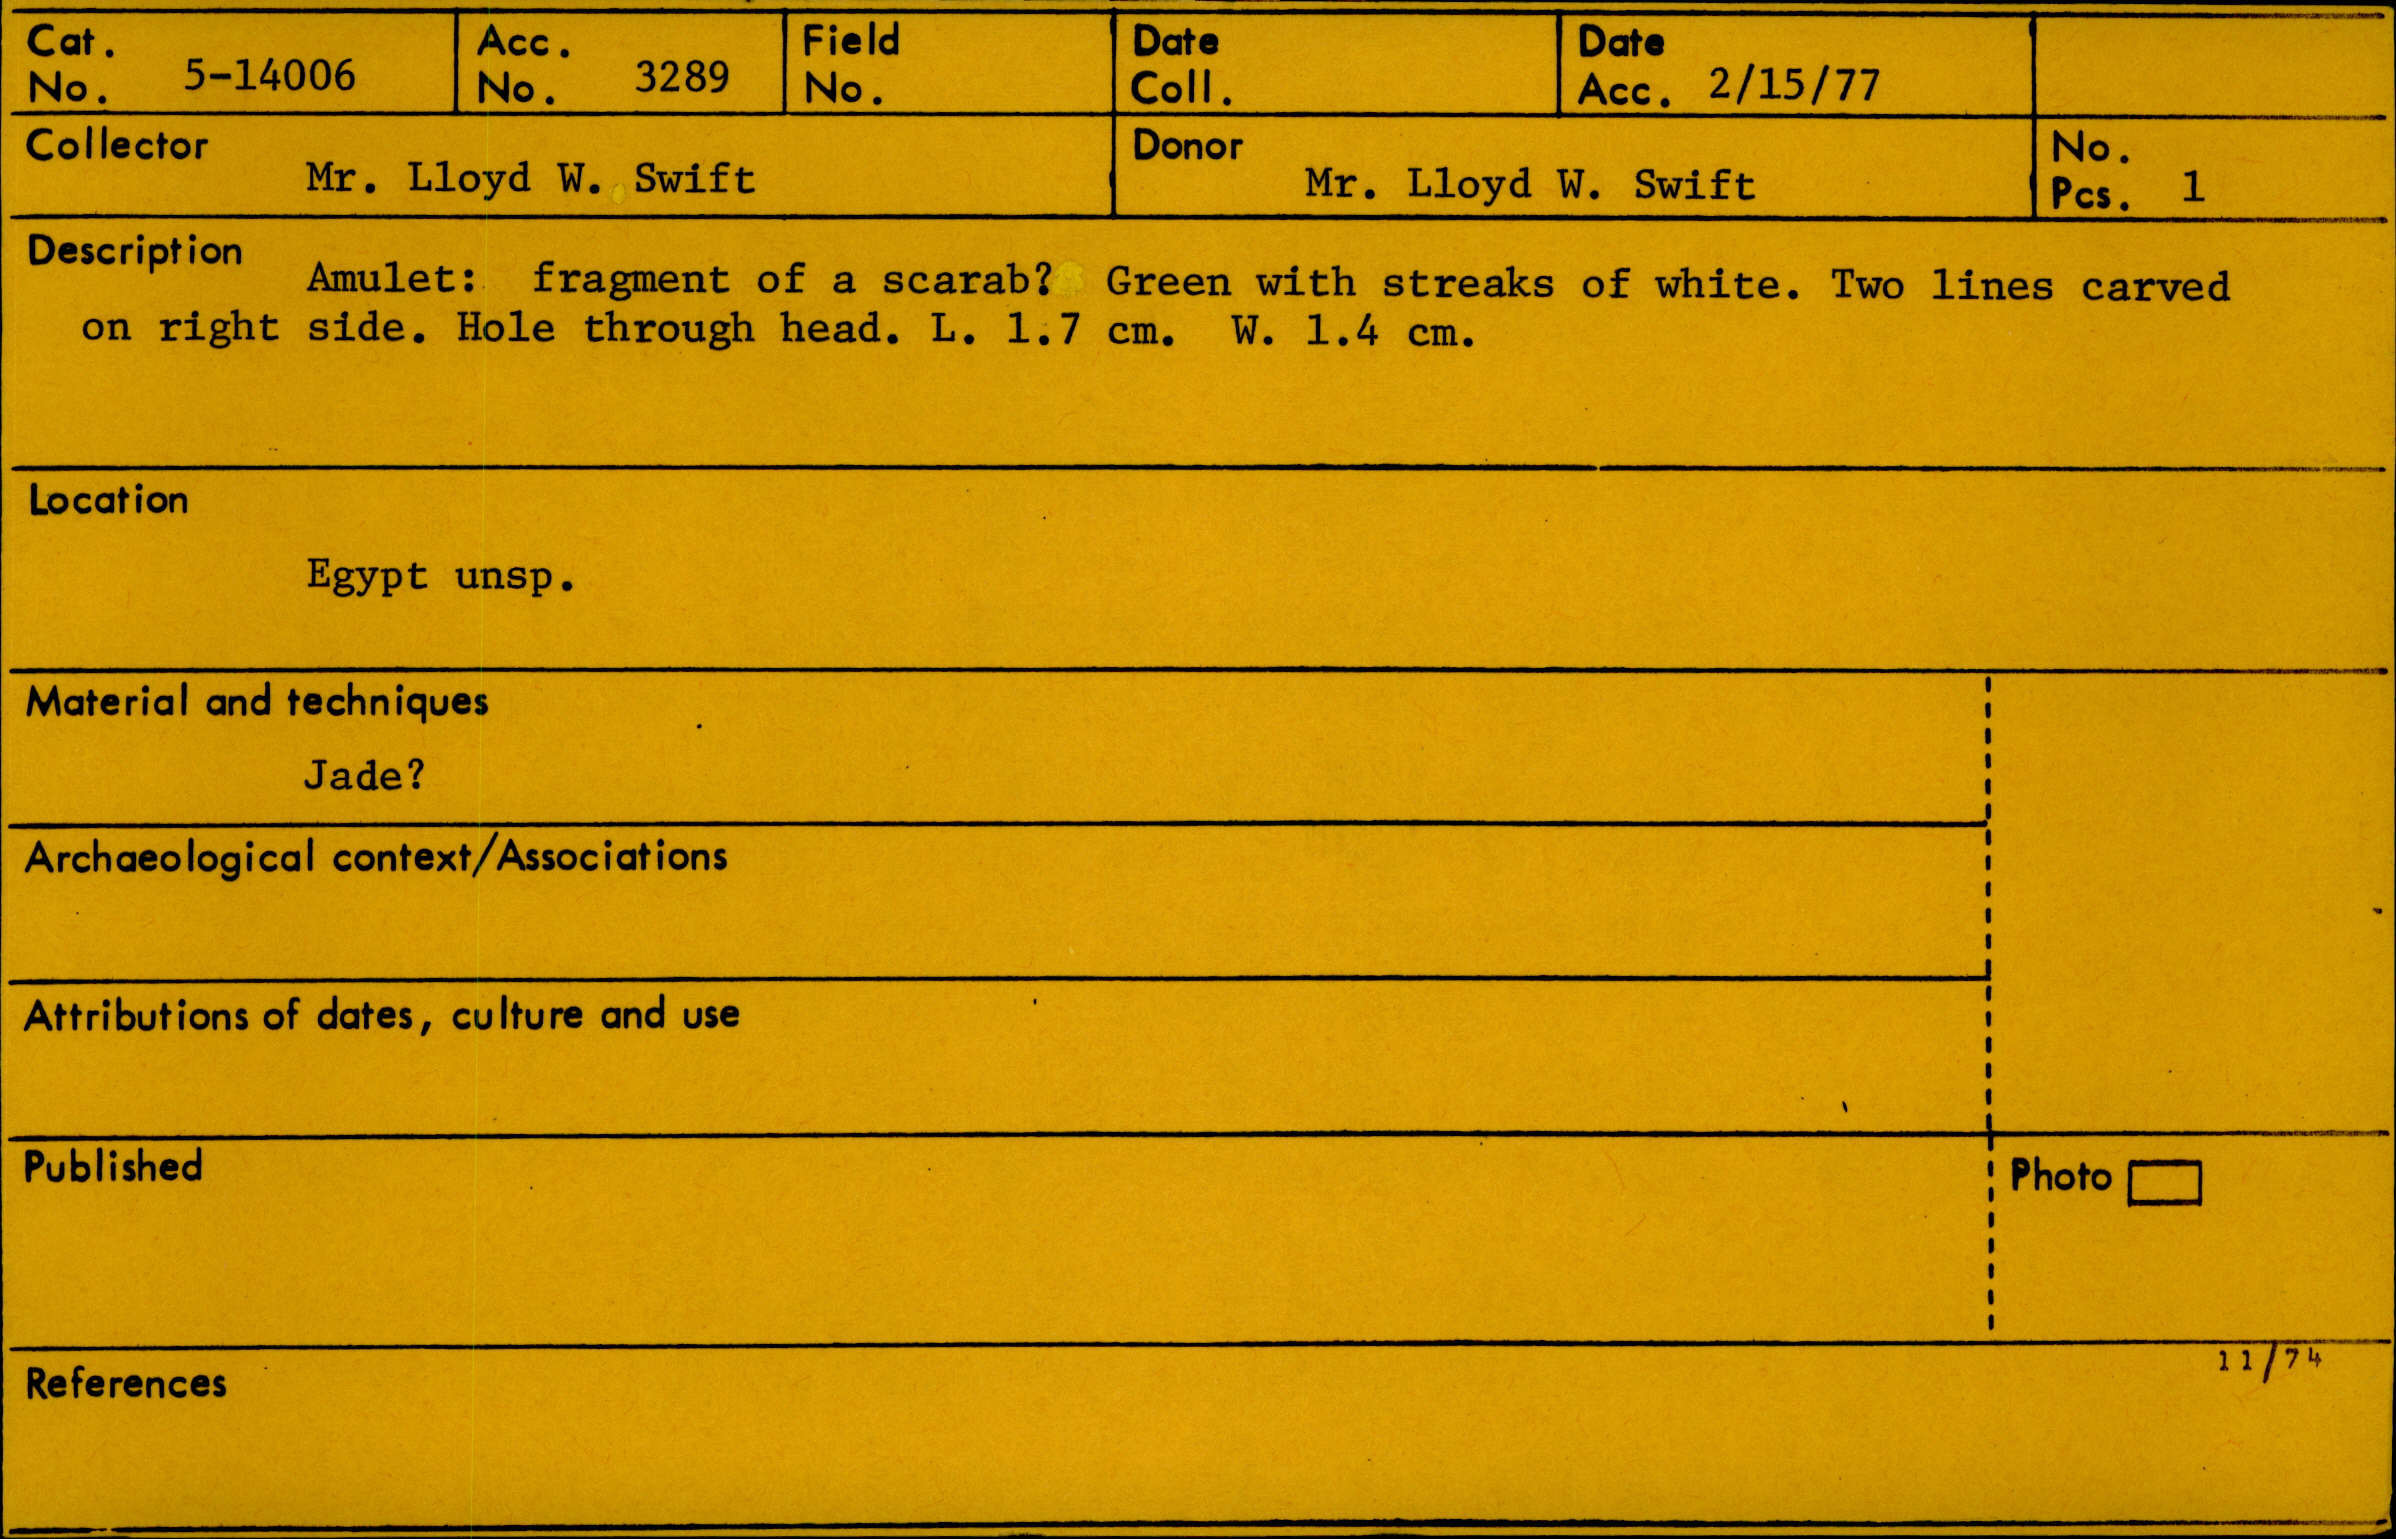 Cat. No. 5-14006 Acc. No. 3289 Field No. Date Coll. Date Acc. 2/15/77
Collector Mr. Lloyd W. Swift Donor Mr. Lloyd W. Swift No. Pcs. 1
Description
Amulet: fragment of a scarab? Green with streaks of white. Two lines carved
on right side. Hole through head. L. 1.7 cm. W. 1.4 cm.
Location
Egypt unsp.
Material and techniques
Jade?
Archaeological context/Associations
Attributions of dates, culture and use
Published
Photo
References
11/74